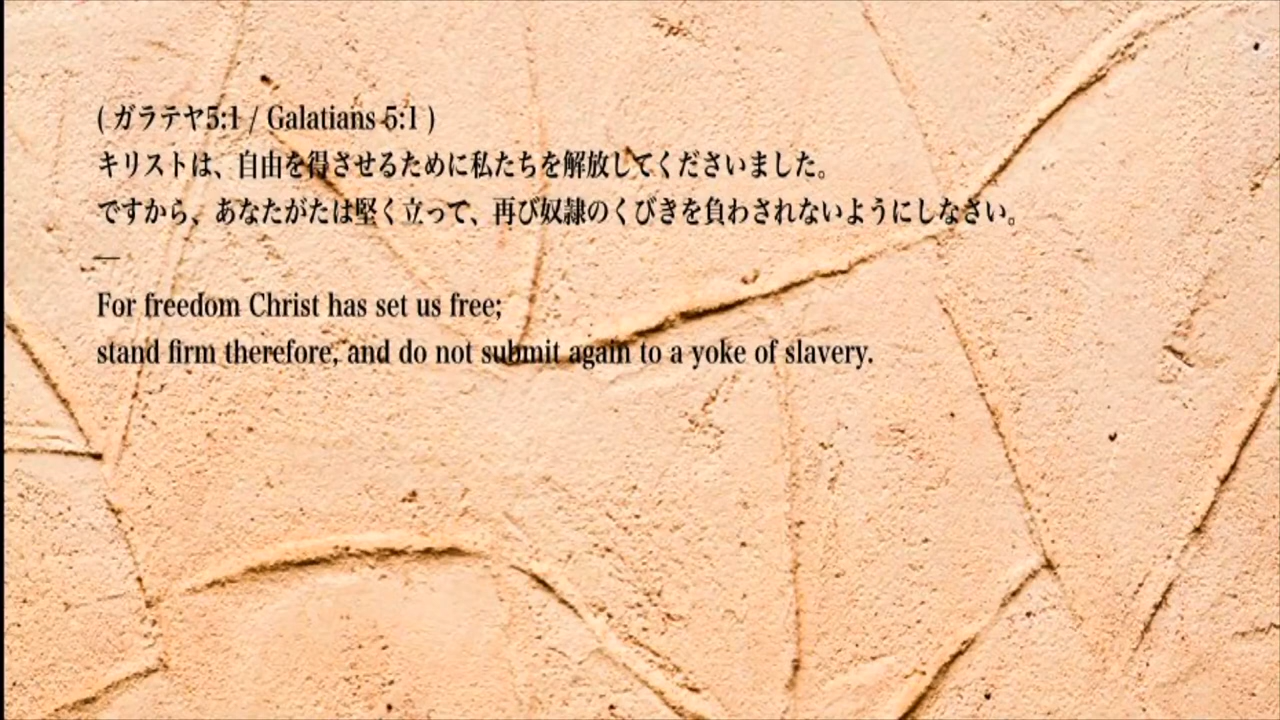 ( ガラテヤ5:1 / Galatians 5:1 )
キリストは、自由を得させるために私たちを解放してくださいました。
ですから、あなたがたは堅く立って、再び奴隷のくびきを負わされないようにしなさい。
—
For freedom Christ has set us free;
stand firm therefore, and do not submit again to a yoke of slavery.